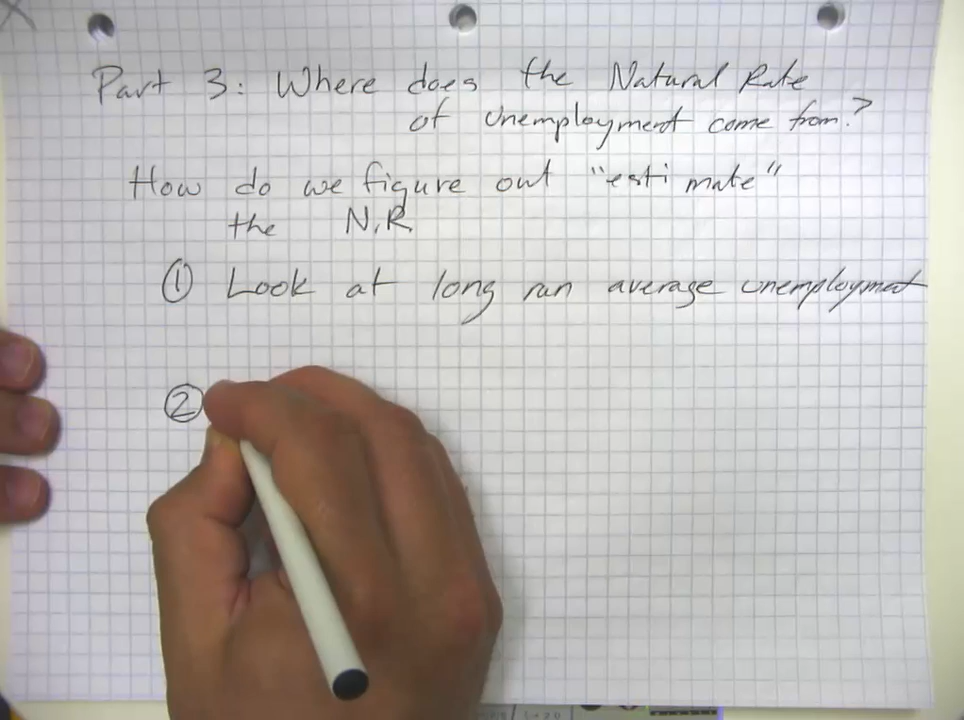 Part 3: Where does the Natural Rate
of Unemployment come from?
How do we figure out "estimate"
the N.R.
① Look at long run average unemploymat
②